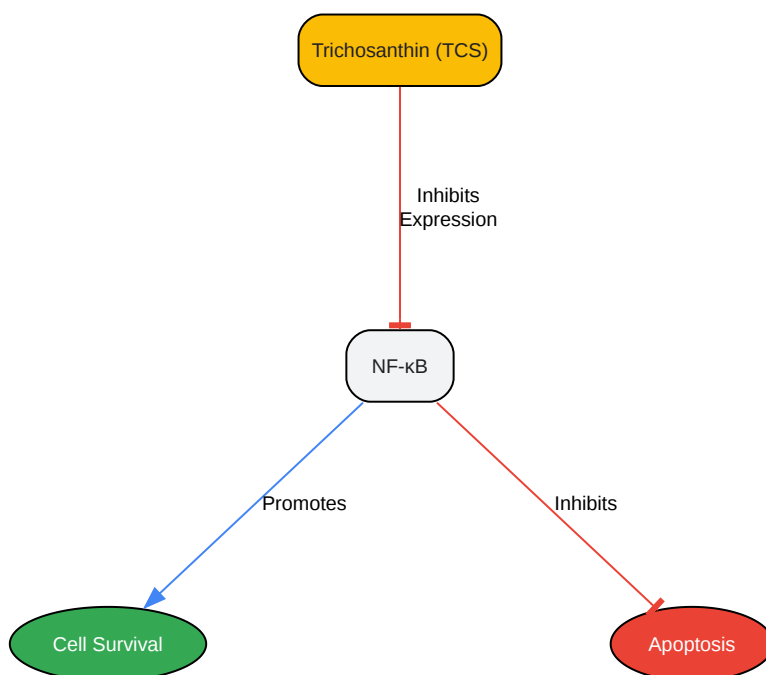 Trichosanthin (TCS)
Inhibits
Expression
NF-κB
Promotes
Inhibits
Cell Survival
Apoptosis